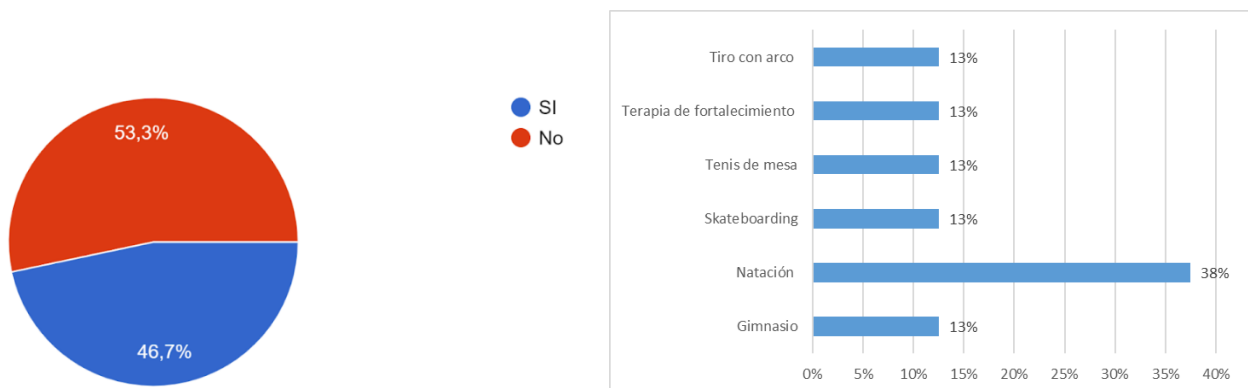 53,3%
46,7%
SI
No
Tiro con arco 13%
Terapia de fortalecimiento 13%
Tenis de mesa 13%
Skateboarding 13%
Natación 38%
Gimnasio 13%
0% 5% 10% 15% 20% 25% 30% 35% 40%